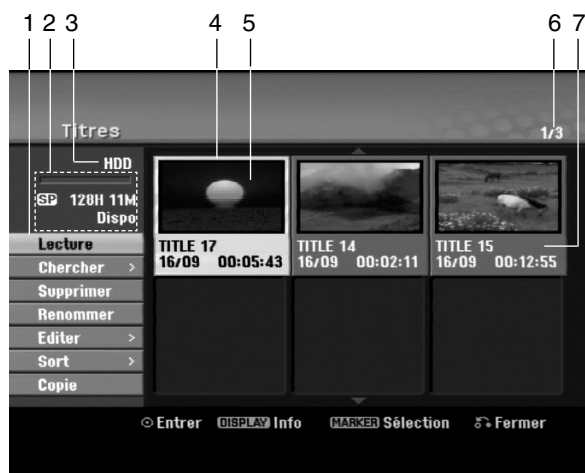 1 2 3 4 5 6 7
Titres
1/3
HDD
SP 128H 11M
Dispo
Lecture
Chercher >
Supprimer
Renommer
Editer >
Sort >
Copie
TITLE 17
16/09 00:05:43
TITLE 14
16/09 00:02:11
TITLE 15
16/09 00:12:55
Entrer DISPLAY Info MARKER Sélection Fermer